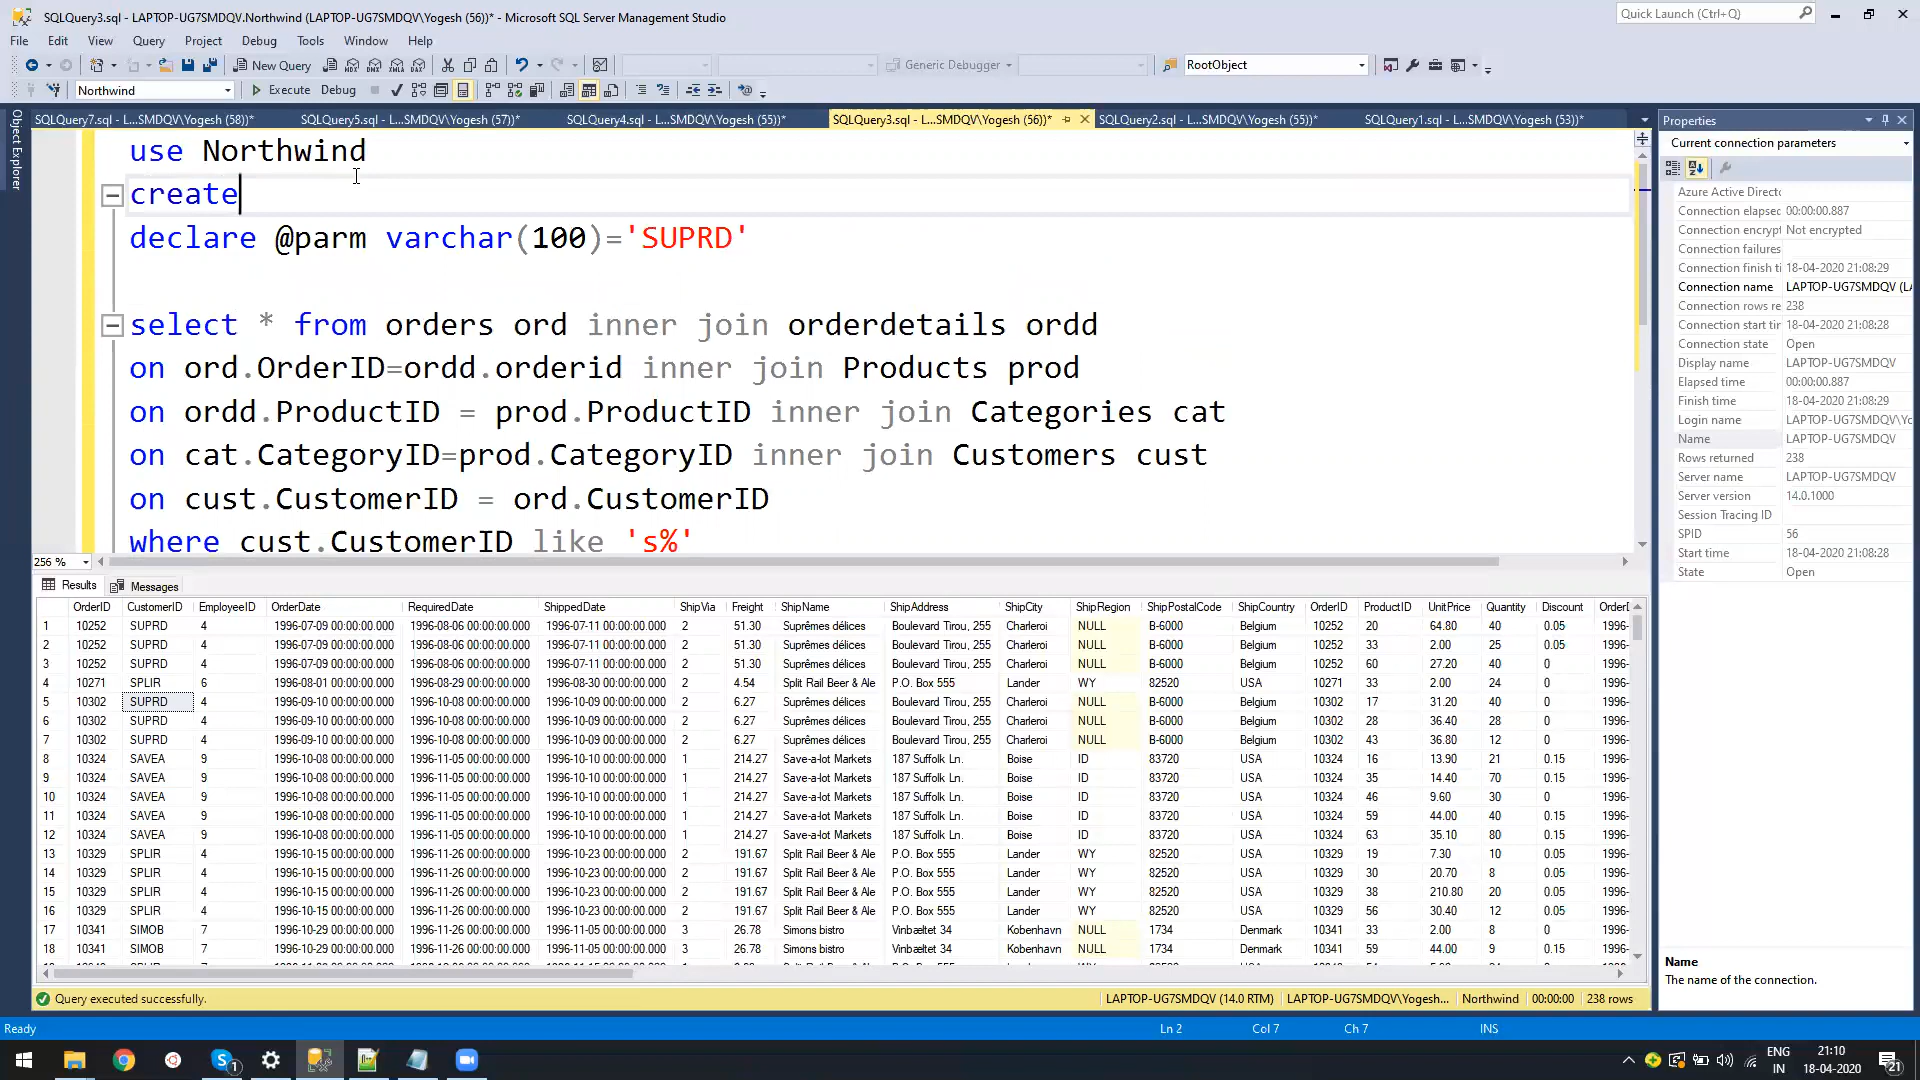 SQLQuery3.sql - LAPTOP-UG7SMDQV.Northwind (LAPTOP-UG7SMDQV\Yogesh (56))* - Microsoft SQL Server Management Studio
Quick Launch (Ctrl+Q)
File Edit View Query Project Debug Tools Window Help
New Query Generic Debugger RootObject
Northwind Execute Debug
SQLQuery7.sql - L...SMDQV\Yogesh (58))* SQLQuery5.sql - L...SMDQV\Yogesh (57))* SQLQuery4.sql - L...SMDQV\Yogesh (55))* SQLQuery3.sql - L...SMDQV\Yogesh (56))* SQLQuery2.sql - L...SMDQV\Yogesh (55))* SQLQuery1.sql - L...SMDQV\Yogesh (53))*
Object Explorer
use Northwind
create
declare @parm varchar(100)='SUPRD'
select * from orders ord inner join orderdetails ordd
on ord.OrderID=ordd.orderid inner join Products prod
on ordd.ProductID = prod.ProductID inner join Categories cat
on cat.CategoryID=prod.CategoryID inner join Customers cust
on cust.CustomerID = ord.CustomerID
where cust.CustomerID like 's%'
256 %
Results Messages
OrderID CustomerID EmployeeID OrderDate RequiredDate ShippedDate ShipVia Freight ShipName ShipAddress ShipCity ShipRegion ShipPostalCode ShipCountry OrderID ProductID UnitPrice Quantity Discount
1 10252 SUPRD 4 1996-07-09 00:00:00.000 1996-08-06 00:00:00.000 1996-07-11 00:00:00.000 2 51.30 Suprêmes délices Boulevard Tirou, 255 Charleroi NULL B-6000 Belgium 10252 20 64.80 40 0.05 1996-
2 10252 SUPRD 4 1996-07-09 00:00:00.000 1996-08-06 00:00:00.000 1996-07-11 00:00:00.000 2 51.30 Suprêmes délices Boulevard Tirou, 255 Charleroi NULL B-6000 Belgium 10252 33 2.00 25 0.05 1996-
3 10252 SUPRD 4 1996-07-09 00:00:00.000 1996-08-06 00:00:00.000 1996-07-11 00:00:00.000 2 51.30 Suprêmes délices Boulevard Tirou, 255 Charleroi NULL B-6000 Belgium 10252 60 27.20 40 0 1996-
4 10271 SPLIR 6 1996-08-01 00:00:00.000 1996-08-29 00:00:00.000 1996-08-30 00:00:00.000 2 4.54 Split Rail Beer & Ale P.O. Box 555 Lander WY 82520 USA 10271 33 2.00 24 0 1996-
5 10302 SUPRD 4 1996-09-10 00:00:00.000 1996-10-08 00:00:00.000 1996-10-09 00:00:00.000 2 6.27 Suprêmes délices Boulevard Tirou, 255 Charleroi NULL B-6000 Belgium 10302 17 31.20 40 0 1996-
6 10302 SUPRD 4 1996-09-10 00:00:00.000 1996-10-08 00:00:00.000 1996-10-09 00:00:00.000 2 6.27 Suprêmes délices Boulevard Tirou, 255 Charleroi NULL B-6000 Belgium 10302 28 36.40 28 0 1996-
7 10302 SUPRD 4 1996-09-10 00:00:00.000 1996-10-08 00:00:00.000 1996-10-09 00:00:00.000 2 6.27 Suprêmes délices Boulevard Tirou, 255 Charleroi NULL B-6000 Belgium 10302 43 36.80 12 0 1996-
8 10324 SAVEA 9 1996-10-08 00:00:00.000 1996-11-05 00:00:00.000 1996-10-10 00:00:00.000 1 214.27 Save-a-lot Markets 187 Suffolk Ln. Boise ID 83720 USA 10324 16 13.90 21 0.15 1996-
9 10324 SAVEA 9 1996-10-08 00:00:00.000 1996-11-05 00:00:00.000 1996-10-10 00:00:00.000 1 214.27 Save-a-lot Markets 187 Suffolk Ln. Boise ID 83720 USA 10324 35 14.40 70 0.15 1996-
10 10324 SAVEA 9 1996-10-08 00:00:00.000 1996-11-05 00:00:00.000 1996-10-10 00:00:00.000 1 214.27 Save-a-lot Markets 187 Suffolk Ln. Boise ID 83720 USA 10324 46 9.60 30 0 1996-
11 10324 SAVEA 9 1996-10-08 00:00:00.000 1996-11-05 00:00:00.000 1996-10-10 00:00:00.000 1 214.27 Save-a-lot Markets 187 Suffolk Ln. Boise ID 83720 USA 10324 59 44.00 40 0.15 1996-
12 10324 SAVEA 9 1996-10-08 00:00:00.000 1996-11-05 00:00:00.000 1996-10-10 00:00:00.000 1 214.27 Save-a-lot Markets 187 Suffolk Ln. Boise ID 83720 USA 10324 63 35.10 80 0.15 1996-
13 10329 SPLIR 4 1996-10-15 00:00:00.000 1996-11-26 00:00:00.000 1996-10-23 00:00:00.000 2 191.67 Split Rail Beer & Ale P.O. Box 555 Lander WY 82520 USA 10329 19 7.30 10 0.05 1996-
14 10329 SPLIR 4 1996-10-15 00:00:00.000 1996-11-26 00:00:00.000 1996-10-23 00:00:00.000 2 191.67 Split Rail Beer & Ale P.O. Box 555 Lander WY 82520 USA 10329 30 20.70 8 0.05 1996-
15 10329 SPLIR 4 1996-10-15 00:00:00.000 1996-11-26 00:00:00.000 1996-10-23 00:00:00.000 2 191.67 Split Rail Beer & Ale P.O. Box 555 Lander WY 82520 USA 10329 38 210.80 20 0.05 1996-
16 10329 SPLIR 4 1996-10-15 00:00:00.000 1996-11-26 00:00:00.000 1996-10-23 00:00:00.000 2 191.67 Split Rail Beer & Ale P.O. Box 555 Lander WY 82520 USA 10329 56 30.40 12 0.05 1996-
17 10341 SIMOB 7 1996-10-29 00:00:00.000 1996-11-26 00:00:00.000 1996-11-05 00:00:00.000 3 26.78 Simons bistro Vinbæltet 34 Kobenhavn NULL 1734 Denmark 10341 33 2.00 8 0 1996-
18 10341 SIMOB 7 1996-10-29 00:00:00.000 1996-11-26 00:00:00.000 1996-11-05 00:00:00.000 3 26.78 Simons bistro Vinbæltet 34 Kobenhavn NULL 1734 Denmark 10341 59 44.00 9 0.15 1996-
Query executed successfully. LAPTOP-UG7SMDQV (14.0 RTM) LAPTOP-UG7SMDQV\Yogesh... Northwind 00:00:00 238 rows
Properties
Current connection parameters
Azure Active Direct
Connection elapsed 00:00:00.887
Connection encryp Not encrypted
Connection failures
Connection finish ti 18-04-2020 21:08:29
Connection name LAPTOP-UG7SMDQV (L
Connection rows re 238
Connection start tir 18-04-2020 21:08:28
Connection state Open
Display name LAPTOP-UG7SMDQV
Elapsed time 00:00:00.887
Finish time 18-04-2020 21:08:29
Login name LAPTOP-UG7SMDQV\Yo
Name LAPTOP-UG7SMDQV
Rows returned 238
Server name LAPTOP-UG7SMDQV
Server version 14.0.1000
Session Tracing ID
SPID 56
Start time 18-04-2020 21:08:28
State Open
Name
The name of the connection.
Ready Ln 2 Col 7 Ch 7 INS
ENG
IN
21:10
18-04-2020
21